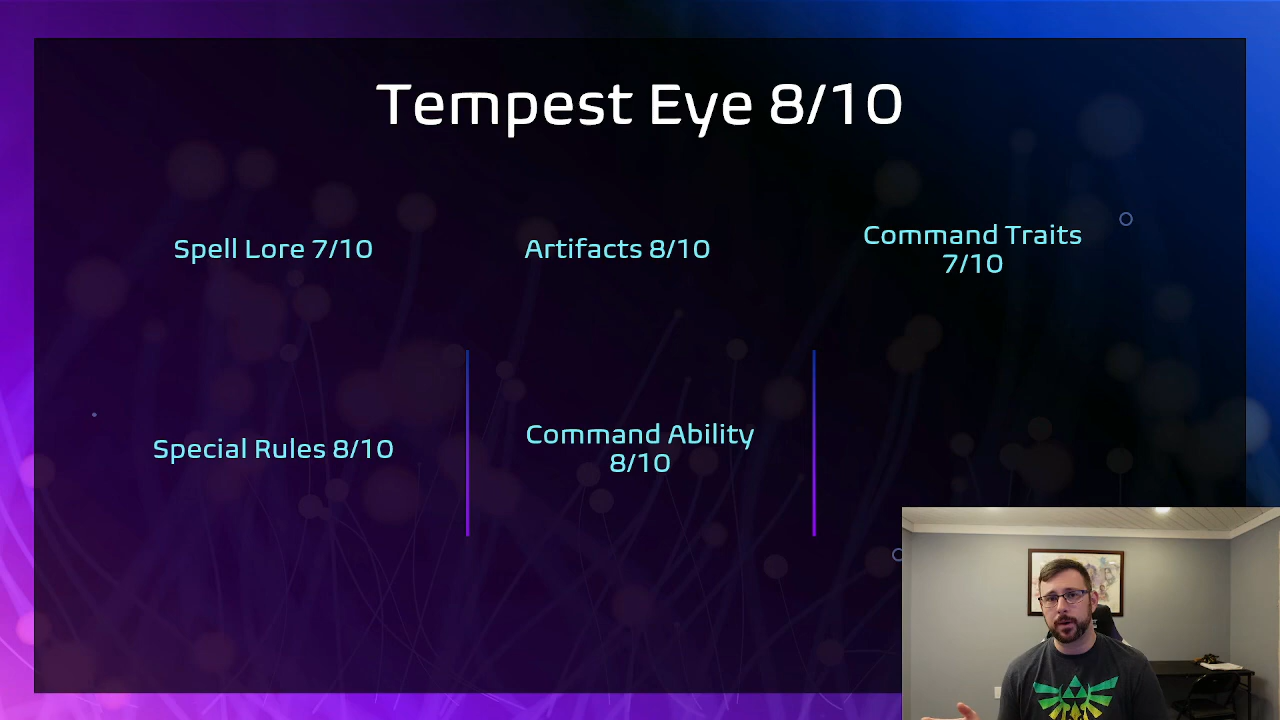 Tempest Eye 8/10
Spell Lore 7/10
Artifacts 8/10
Command Traits
7/10
Special Rules 8/10
Command Ability
8/10